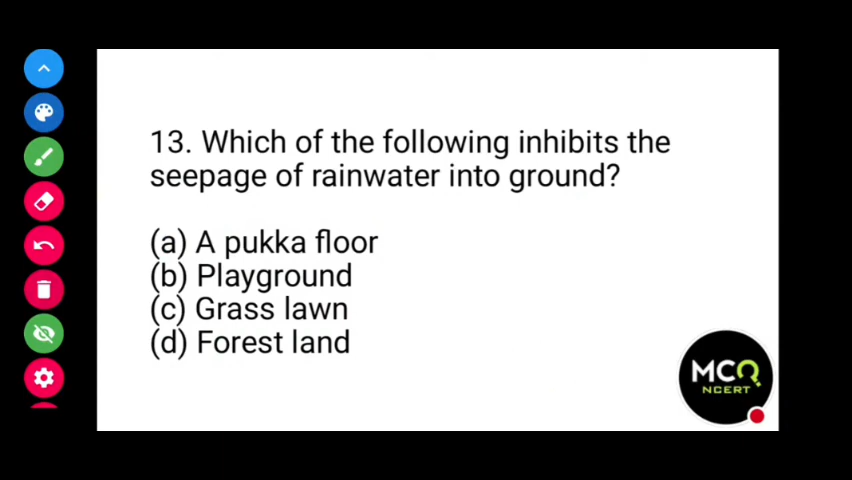 13. Which of the following inhibits the
seepage of rainwater into ground?
(a) A pukka floor
(b) Playground
(c) Grass lawn
(d) Forest land
MCQ
NCERT